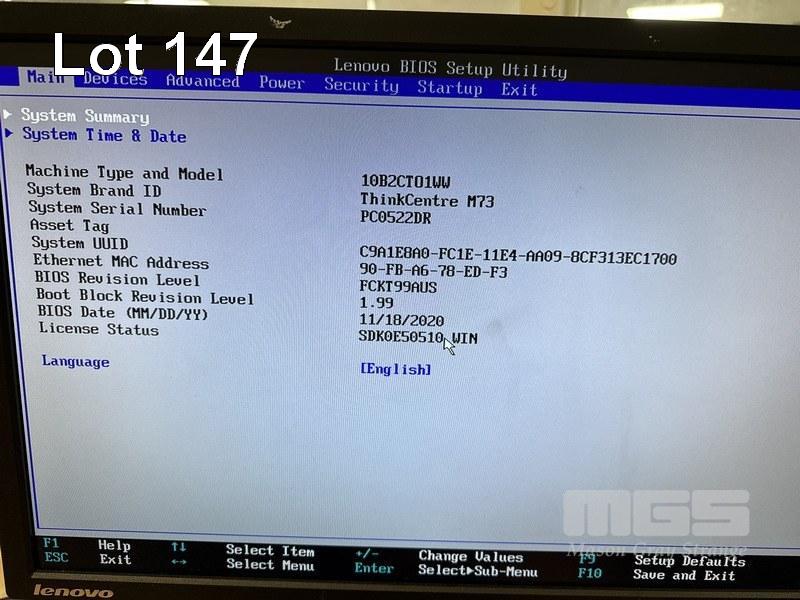 Lot 147
Lenovo BIOS Setup Utility
Main Devices Advanced Power Security Startup Exit
System Summary
System Time & Date
Machine Type and Model 10B2CTO1WW
System Brand ID ThinkCentre M73
System Serial Number PC0522DR
Asset Tag
System UUID C9A1E8A0-FC1E-11E4-AA09-8CF313EC1700
Ethernet MAC Address 90-FB-A6-78-ED-F3
BIOS Revision Level FCKT99AUS
Boot Block Revision Level 1.99
BIOS Date (MM/DD/YY) 11/18/2020
License Status SDK0E50510 WIN
Language [English]
MGS
Mason Gray Strange
F1 Help ↑↓ Select Item +/- Change Values F9 Setup Defaults
ESC Exit ↔ Select Menu Enter Select▶Sub-Menu F10 Save and Exit
lenovo